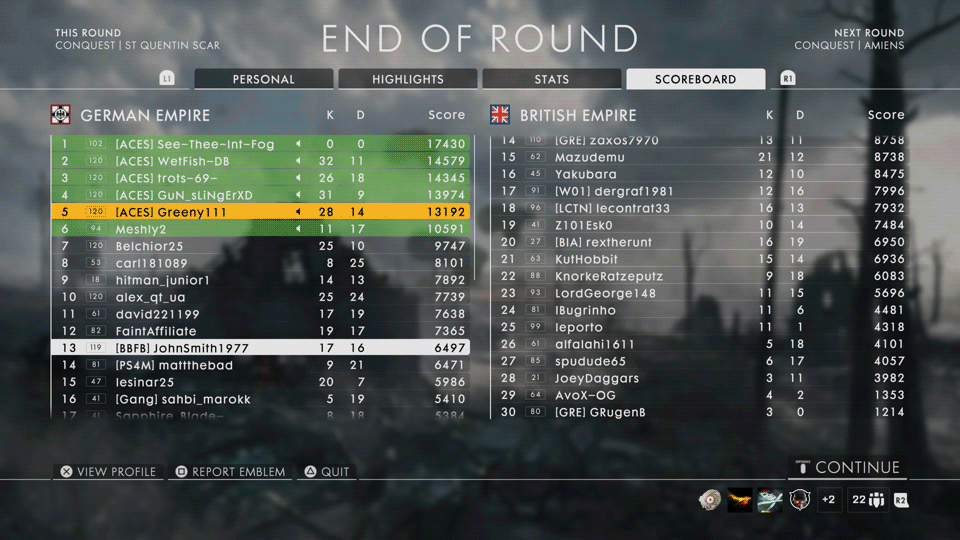 THIS ROUND
CONQUEST | ST QUENTIN SCAR
END OF ROUND
NEXT ROUND
CONQUEST | AMIENS
L1 PERSONAL HIGHLIGHTS STATS SCOREBOARD R1
GERMAN EMPIRE K D Score
1 102 [ACES] See-Thee-Int-Fog 0 0 17430
2 120 [ACES] WetFish-DB 32 11 14579
3 120 [ACES] trots-69- 26 18 14345
4 120 [ACES] GuN_sLiNgErXD 31 9 13974
5 120 [ACES] Greeny111 28 14 13192
6 94 Meshly2 11 17 10591
7 120 Belchior25 25 10 9747
8 53 carl181089 8 25 8101
9 18 hitman_junior1 14 13 7892
10 120 alex_qt_ua 25 24 7739
11 61 david221199 17 19 7638
12 82 FaintAffiliate 19 17 7365
13 119 [BBFB] JohnSmith1977 17 16 6497
14 81 [PS4M] mattthebad 9 21 6471
15 47 lesinar25 20 7 5986
16 41 [Gang] sahbi_marokk 5 19 5410
17 41 Sapphire_Blade- 8 18 5384
BRITISH EMPIRE K D Score
14 110 [GRE] zaxos7970 13 11 8758
15 62 Mazudemu 21 12 8738
16 45 Yakubara 12 10 8475
17 91 [W01] dergraf1981 12 16 7996
18 96 [LCTN] lecontrat33 16 13 7932
19 41 Z101Esk0 10 14 7484
20 27 [BIA] rextherunt 16 19 6950
21 63 KutHobbit 15 14 6936
22 88 KnorkeRatzeputz 9 18 6083
23 93 LordGeorge148 11 15 5696
24 81 IBugrinho 11 6 4481
25 99 leporto 11 1 4318
26 61 alfalahi1611 5 18 4101
27 85 spudude65 6 17 4057
28 21 JoeyDaggars 3 11 3982
29 64 AvoX-OG 4 2 1353
30 80 [GRE] GRugenB 3 0 1214
VIEW PROFILE REPORT EMBLEM QUIT
CONTINUE
+2 22 R2